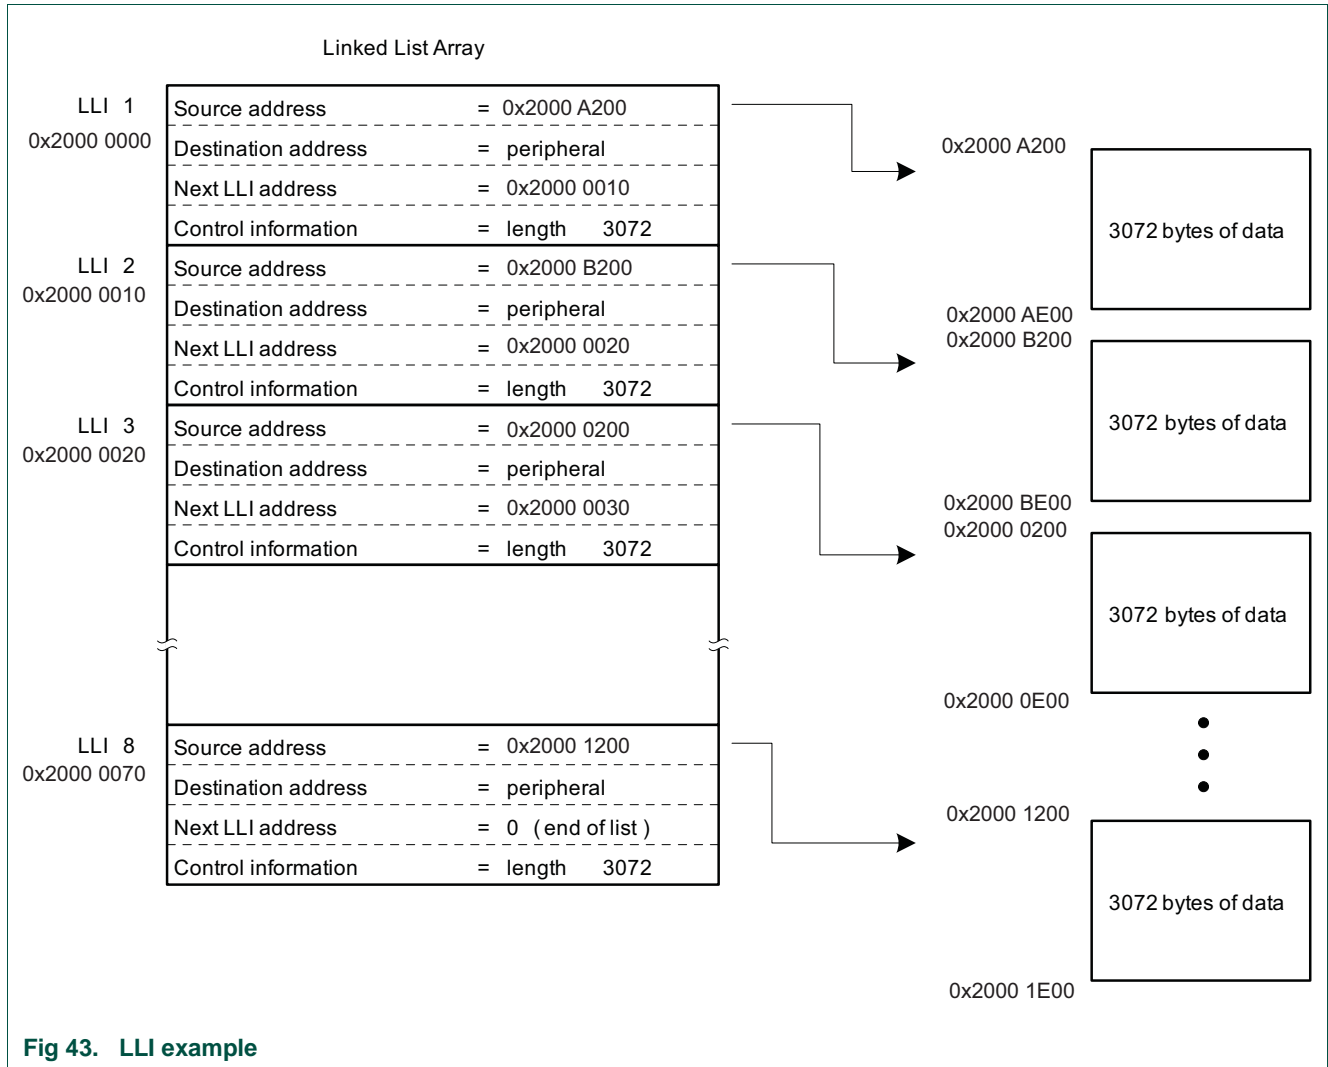 Linked List Array
LLI 1
0x2000 0000
Source address = 0x2000 A200
Destination address = peripheral
Next LLI address = 0x2000 0010
Control information = length 3072
LLI 2
0x2000 0010
Source address = 0x2000 B200
Destination address = peripheral
Next LLI address = 0x2000 0020
Control information = length 3072
LLI 3
0x2000 0020
Source address = 0x2000 0200
Destination address = peripheral
Next LLI address = 0x2000 0030
Control information = length 3072
LLI 8
0x2000 0070
Source address = 0x2000 1200
Destination address = peripheral
Next LLI address = 0 (end of list)
Control information = length 3072
0x2000 A200
3072 bytes of data
0x2000 AE00
0x2000 B200
3072 bytes of data
0x2000 BE00
0x2000 0200
3072 bytes of data
0x2000 0E00
0x2000 1200
3072 bytes of data
0x2000 1E00
Fig 43. LLI example